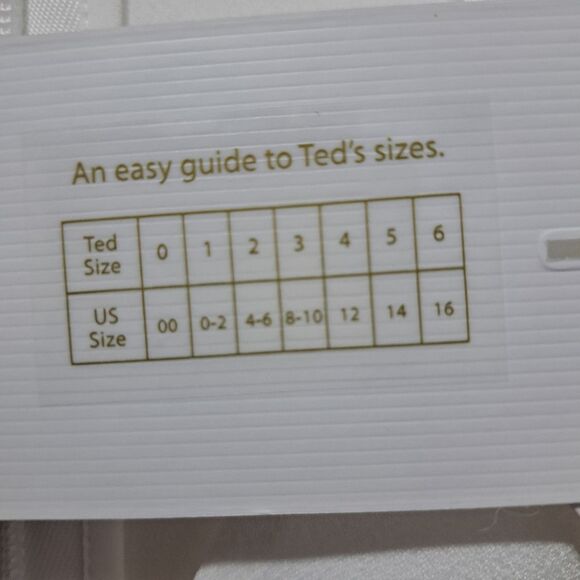 An easy guide to Ted's sizes.
Ted Size 0 1 2 3 4 5 6
US Size 00 0-2 4-6 8-10 12 14 16